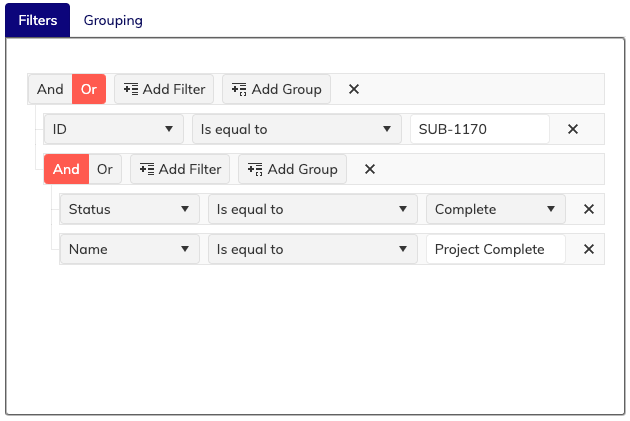 Filters Grouping
And Or Add Filter Add Group
ID Is equal to SUB-1170
And Or Add Filter Add Group
Status Is equal to Complete
Name Is equal to Project Complete